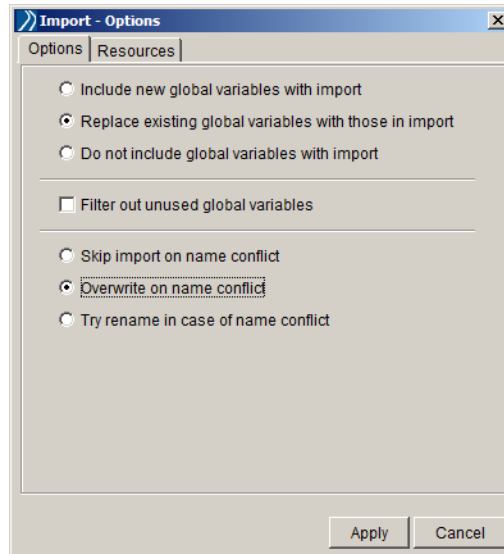 Import - Options
Options Resources
Include new global variables with import
Replace existing global variables with those in import
Do not include global variables with import
Filter out unused global variables
Skip import on name conflict
Overwrite on name conflict
Try rename in case of name conflict
Apply Cancel